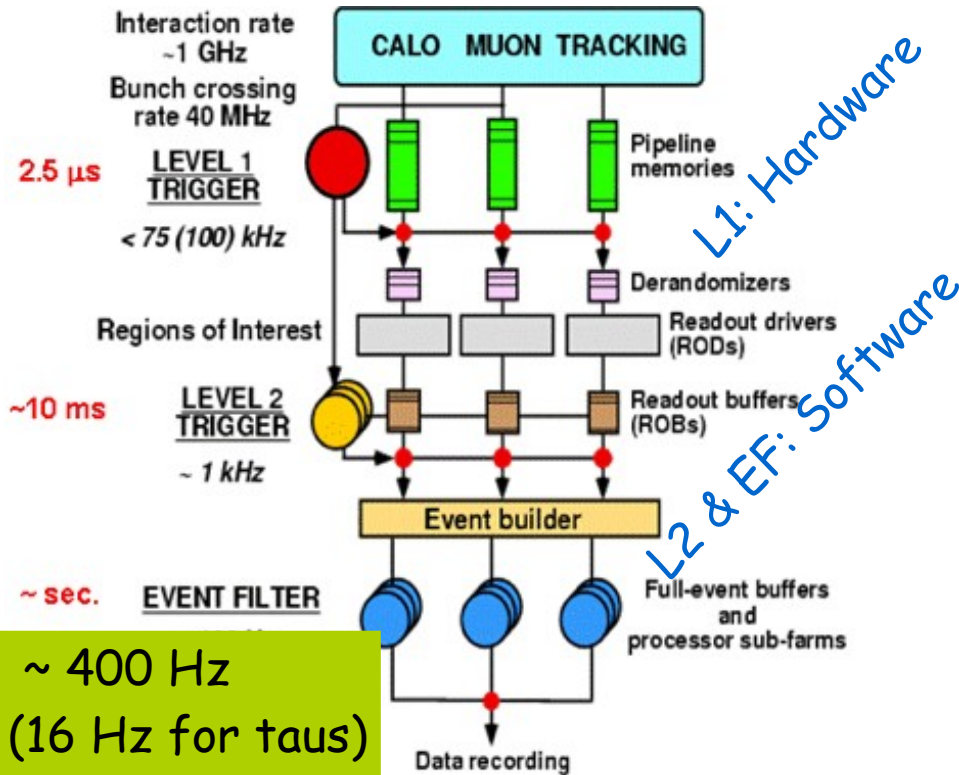 Interaction rate
~1 GHz
CALO MUON TRACKING
Bunch crossing
rate 40 MHz
2.5 µs
LEVEL 1
TRIGGER
Pipeline
memories
L1: Hardware
< 75 (100) kHz
Derandomizers
Regions of Interest
Readout drivers
(RODs)
~10 ms
LEVEL 2
TRIGGER
Readout buffers
(ROBs)
L2 & EF: Software
~ 1 kHz
Event builder
~ sec.
EVENT FILTER
Full-event buffers
and
processor sub-farms
~ 400 Hz
(16 Hz for taus)
Data recording